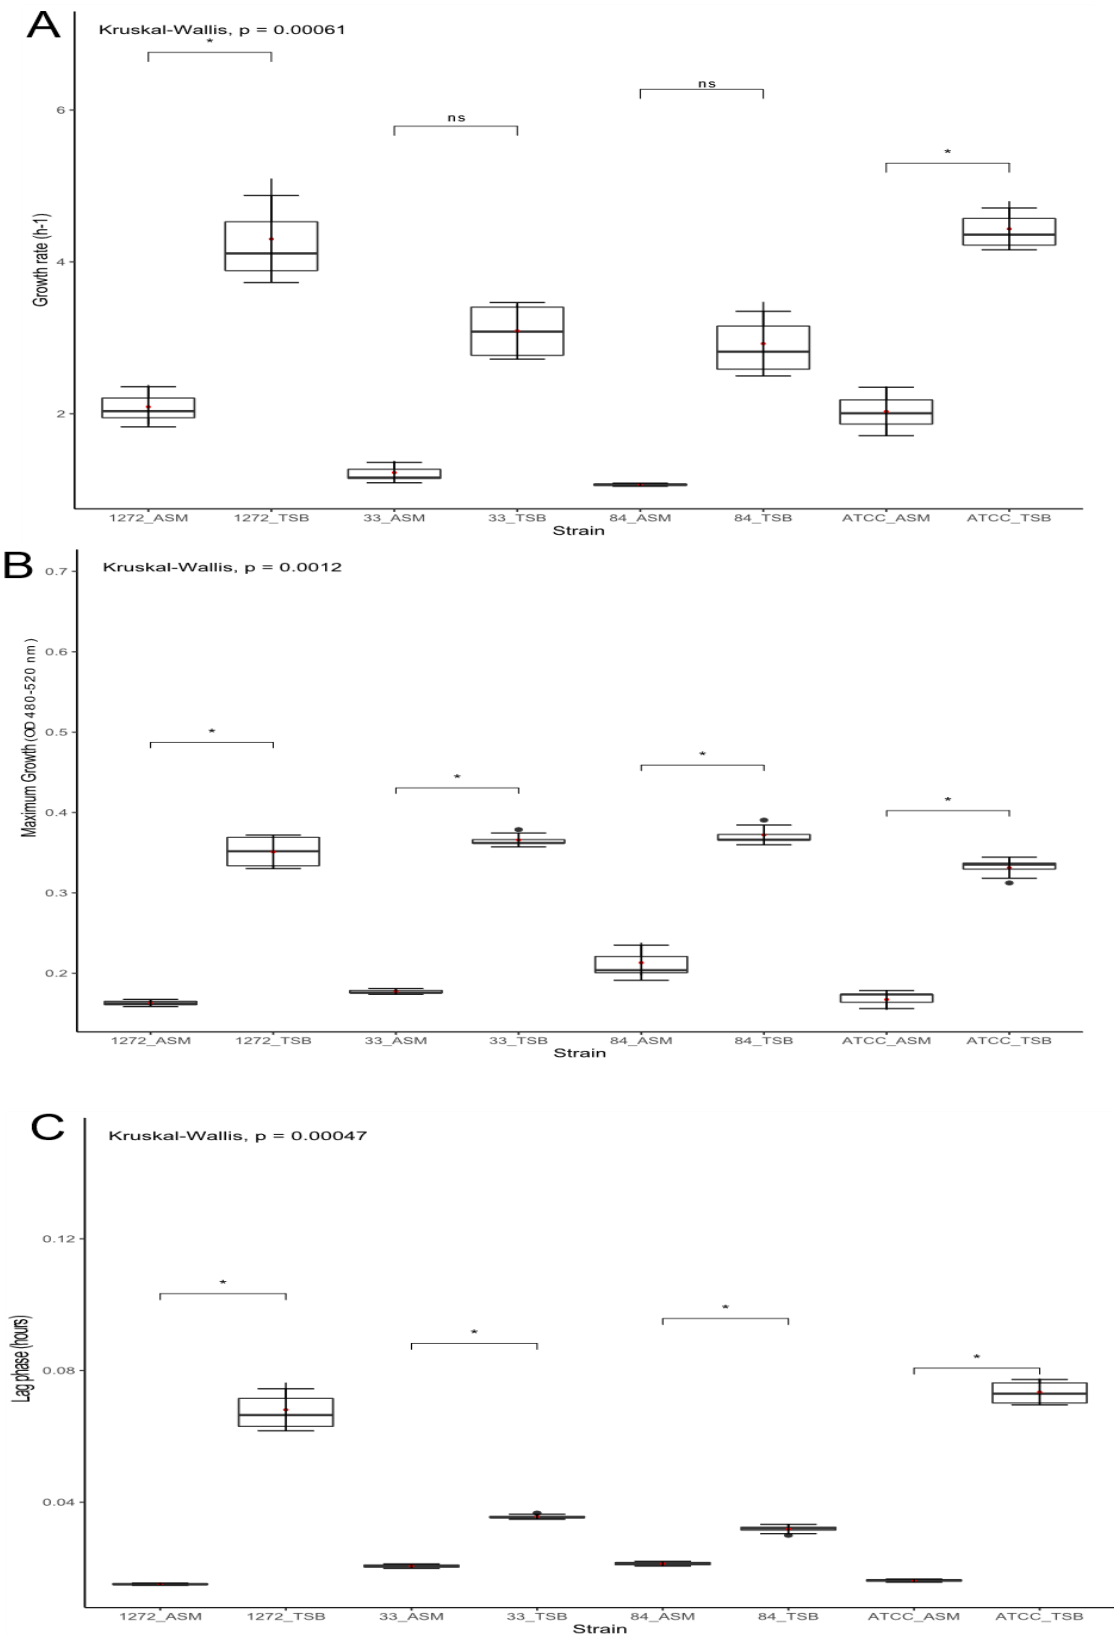 A
Kruskal-Wallis, p = 0.00061
*
ns
ns
*
Growth rate (h-1)
6
4
2
1272_ASM 1272_TSB 33_ASM 33_TSB 84_ASM 84_TSB ATCC_ASM ATCC_TSB
Strain
B
Kruskal-Wallis, p = 0.0012
*
*
*
*
Maximum Growth (OD 480-520 nm)
0.7
0.6
0.5
0.4
0.3
0.2
1272_ASM 1272_TSB 33_ASM 33_TSB 84_ASM 84_TSB ATCC_ASM ATCC_TSB
Strain
C
Kruskal-Wallis, p = 0.00047
*
*
*
*
Lag phase (hours)
0.12
0.08
0.04
1272_ASM 1272_TSB 33_ASM 33_TSB 84_ASM 84_TSB ATCC_ASM ATCC_TSB
Strain